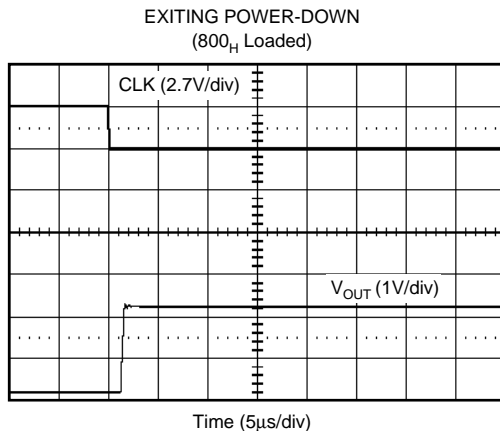 EXITING POWER-DOWN
(800H Loaded)
CLK (2.7V/div)
VOUT (1V/div)
Time (5μs/div)